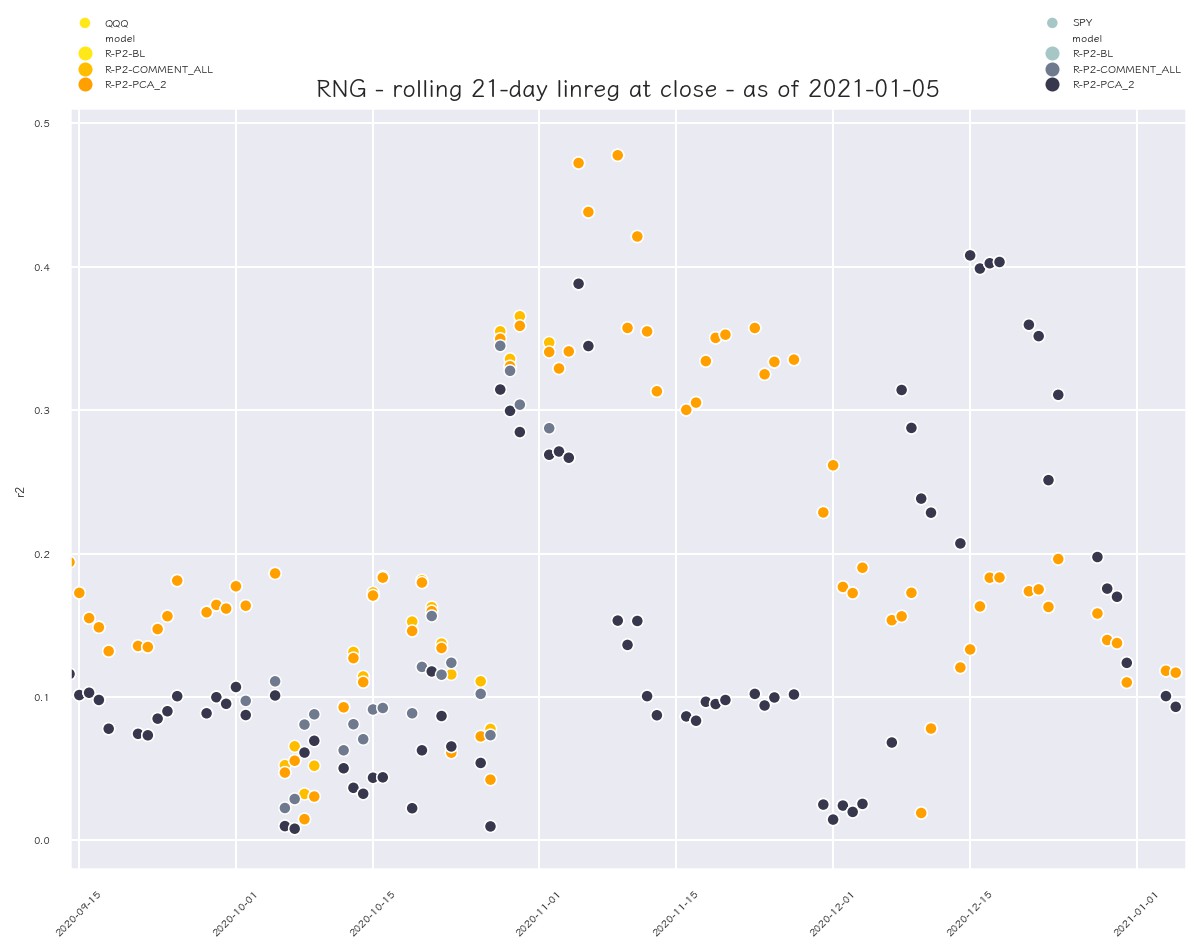 QQQ
model
R-P2-BL
R-P2-COMMENT_ALL
R-P2-PCA_2
SPY
model
R-P2-BL
R-P2-COMMENT_ALL
R-P2-PCA_2
RNG - rolling 21-day linreg at close - as of 2021-01-05
0.5
0.4
0.3
r2
0.2
0.1
0.0
2020-09-15
2020-10-01
2020-10-15
2020-11-01
2020-11-15
2020-12-01
2020-12-15
2021-01-01